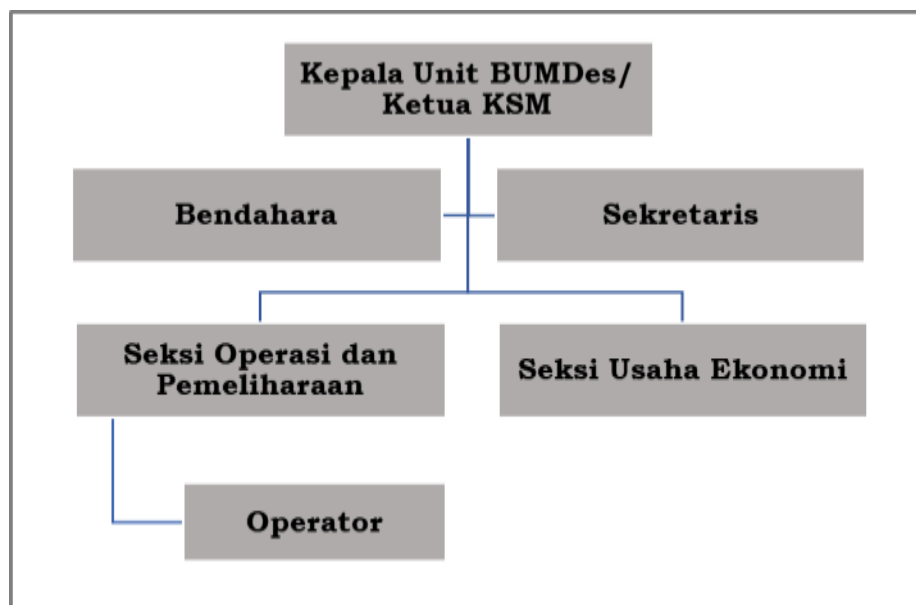 Kepala Unit BUMDes/
Ketua KSM
Bendahara
Sekretaris
Seksi Operasi dan
Pemeliharaan
Seksi Usaha Ekonomi
Operator